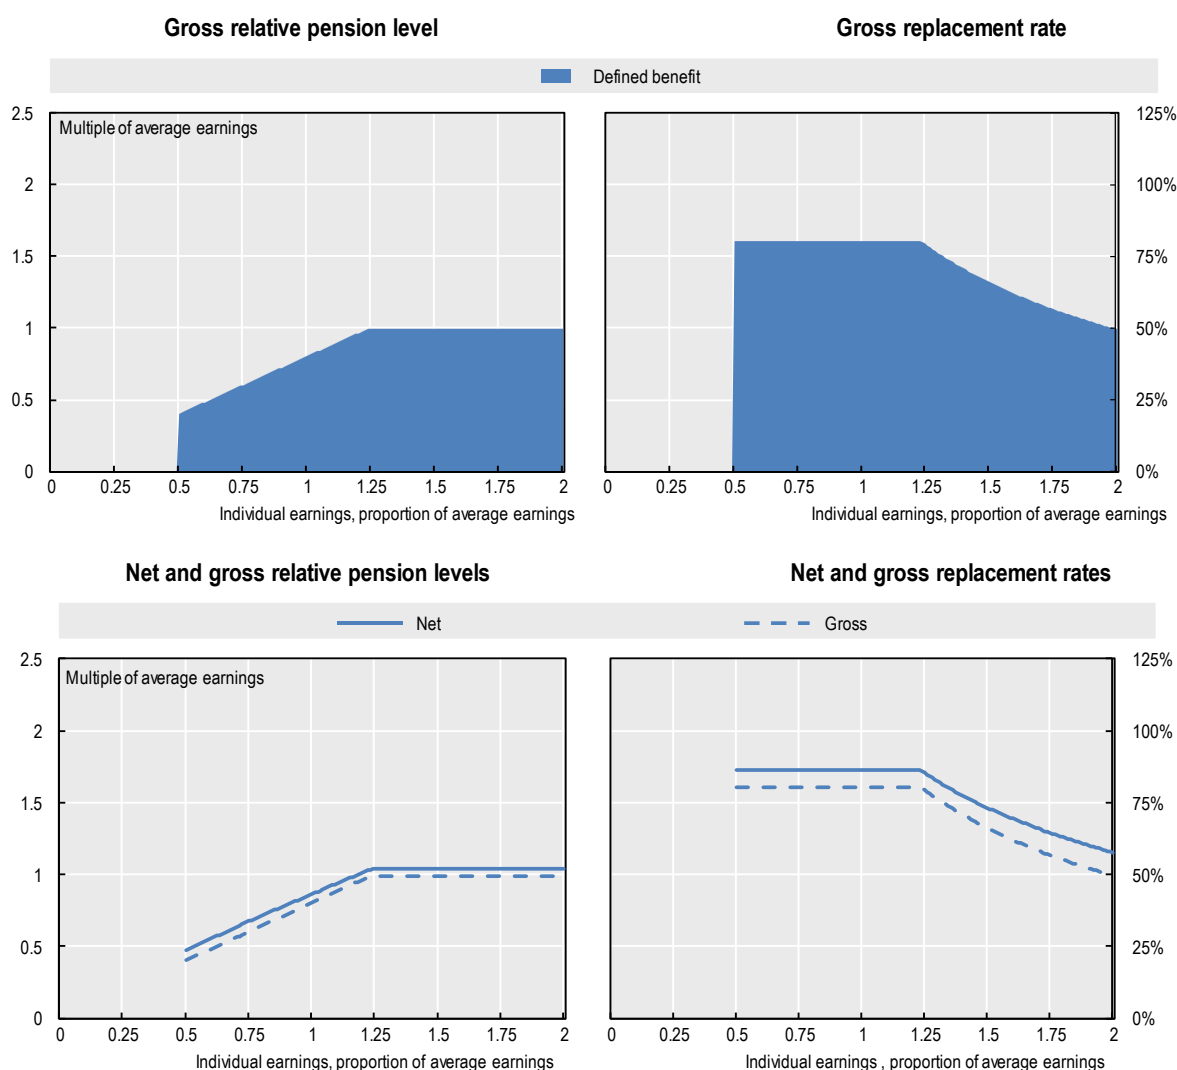 Gross relative pension level
Gross replacement rate
Defined benefit
2.5
2
1.5
1
0.5
0
Multiple of average earnings
0 0.25 0.5 0.75 1 1.25 1.5 1.75 2
Individual earnings, proportion of average earnings
125%
100%
75%
50%
25%
0%
0 0.25 0.5 0.75 1 1.25 1.5 1.75 2
Individual earnings, proportion of average earnings
Net and gross relative pension levels
Net and gross replacement rates
Net
Gross
2.5
2
1.5
1
0.5
0
Multiple of average earnings
0 0.25 0.5 0.75 1 1.25 1.5 1.75 2
Individual earnings, proportion of average earnings
125%
100%
75%
50%
25%
0%
0 0.25 0.5 0.75 1 1.25 1.5 1.75 2
Individual earnings , proportion of average earnings